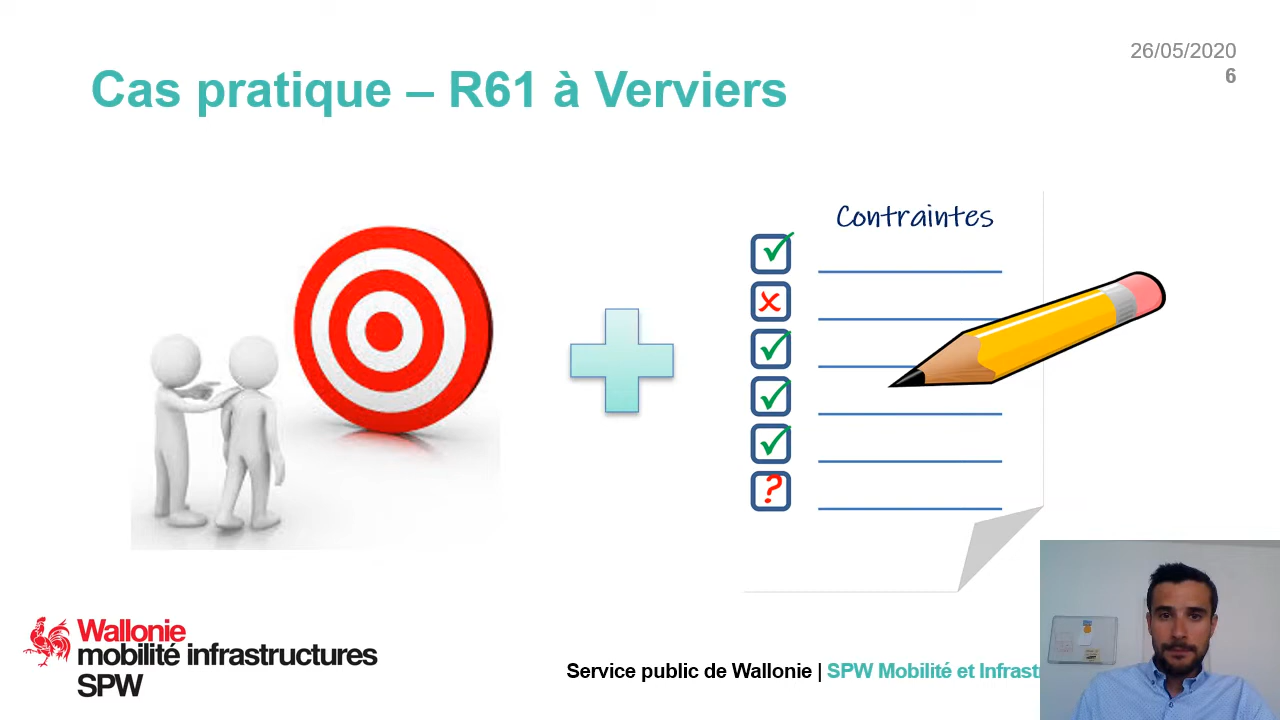 26/05/2020
6
Cas pratique – R61 à Verviers
Contraintes
?
Wallonie
mobilité infrastructures
SPW
Service public de Wallonie | SPW Mobilité et